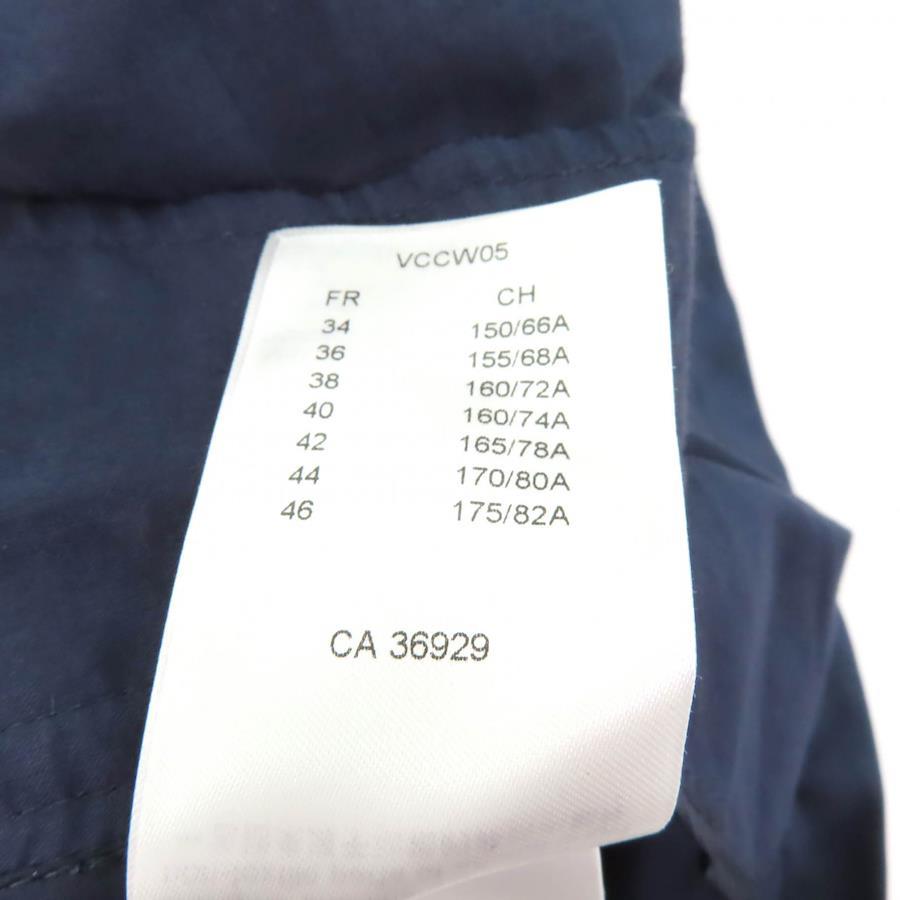 VCCW05
FR CH
34 150/66A
36 155/68A
38 160/72A
40 160/74A
42 165/78A
44 170/80A
46 175/82A
CA 36929